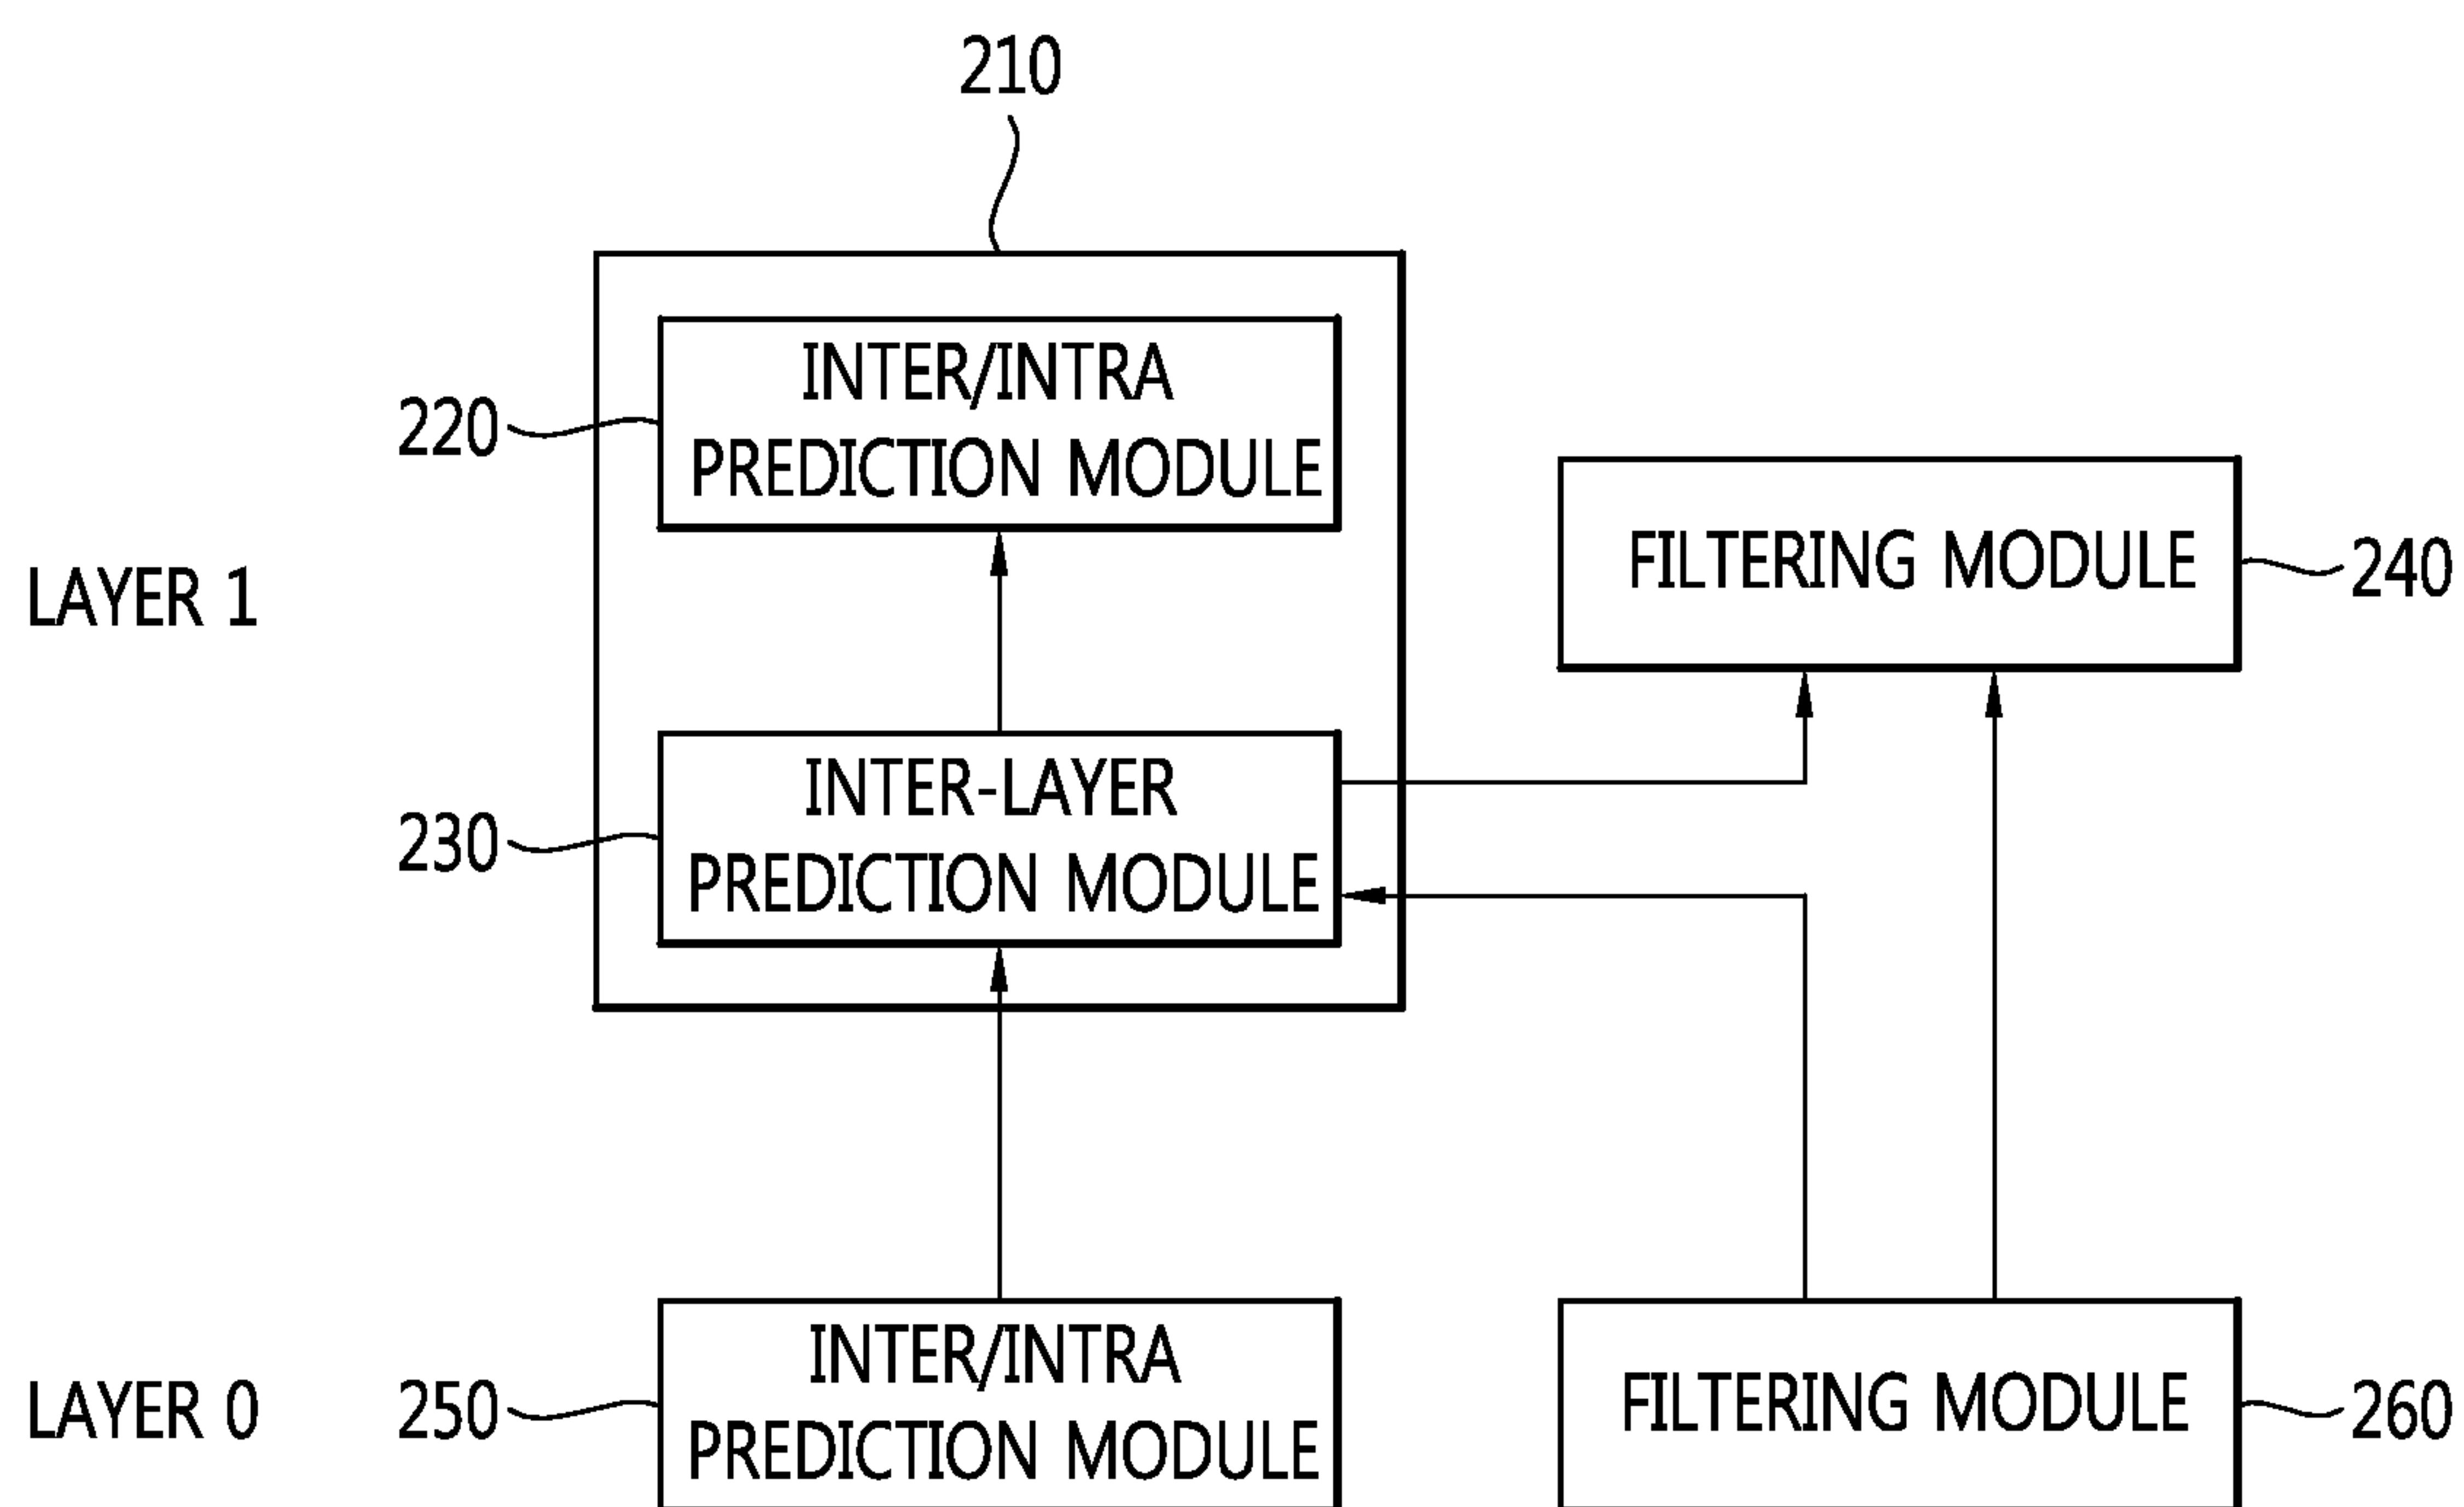 210
INTER/INTRA
PREDICTION MODULE
220
FILTERING MODULE
240
LAYER 1
INTER-LAYER
PREDICTION MODULE
230
INTER/INTRA
PREDICTION MODULE
LAYER 0
250
FILTERING MODULE
260